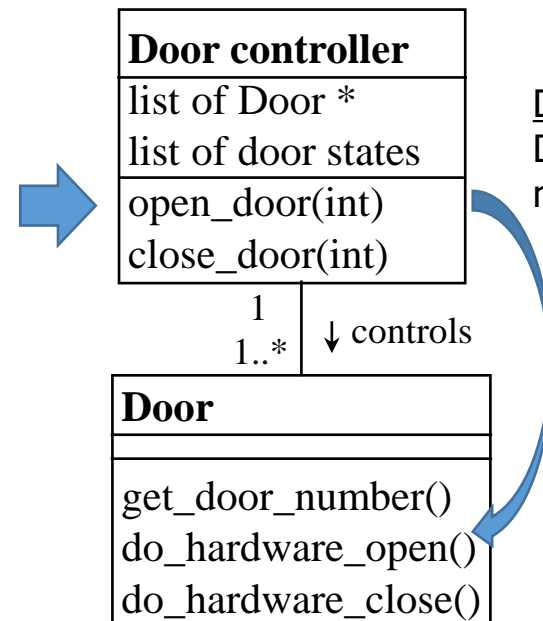 Door controller
list of Door *
list of door states
open_door(int)
close_door(int)
1
1..*
↓ controls
Door
get_door_number()
do_hardware_open()
do_hardware_close()